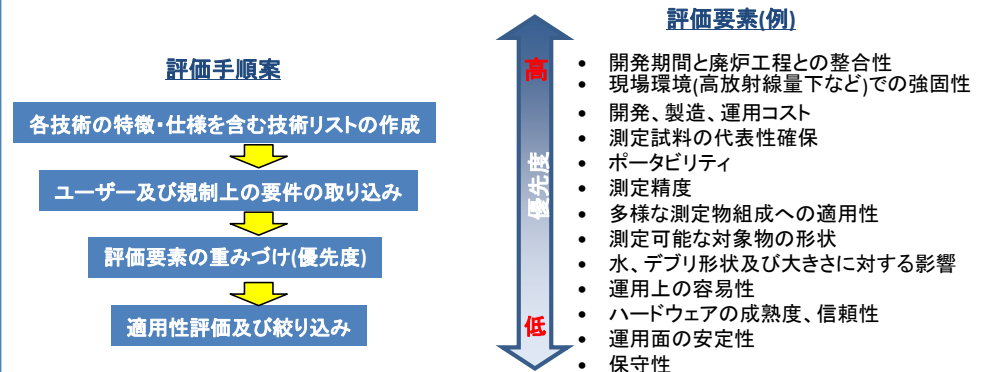 評価手順案
各技術の特徴・仕様を含む技術リストの作成
ユーザー及び規制上の要件の取り込み
評価要素の重みづけ(優先度)
適用性評価及び絞り込み
高
優先度
低
評価要素(例)
• 開発期間と廃炉工程との整合性
• 現場環境(高放射線量下など)での強固性
• 開発、製造、運用コスト
• 測定試料の代表性確保
• ポータビリティ
• 測定精度
• 多様な測定物組成への適用性
• 測定可能な対象物の形状
• 水、デブリ形状及び大きさに対する影響
• 運用上の容易性
• ハードウェアの成熟度、信頼性
• 運用面の安定性
• 保守性